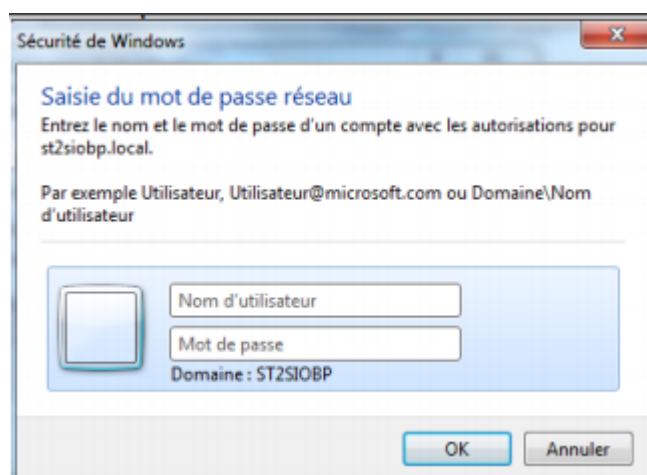 Sécurité de Windows
Saisie du mot de passe réseau
Entrez le nom et le mot de passe d'un compte avec les autorisations pour
st2siobp.local.
Par exemple Utilisateur, Utilisateur@microsoft.com ou Domaine\Nom
d'utilisateur
Nom d'utilisateur
Mot de passe
Domaine : ST2SIOBP
OK
Annuler